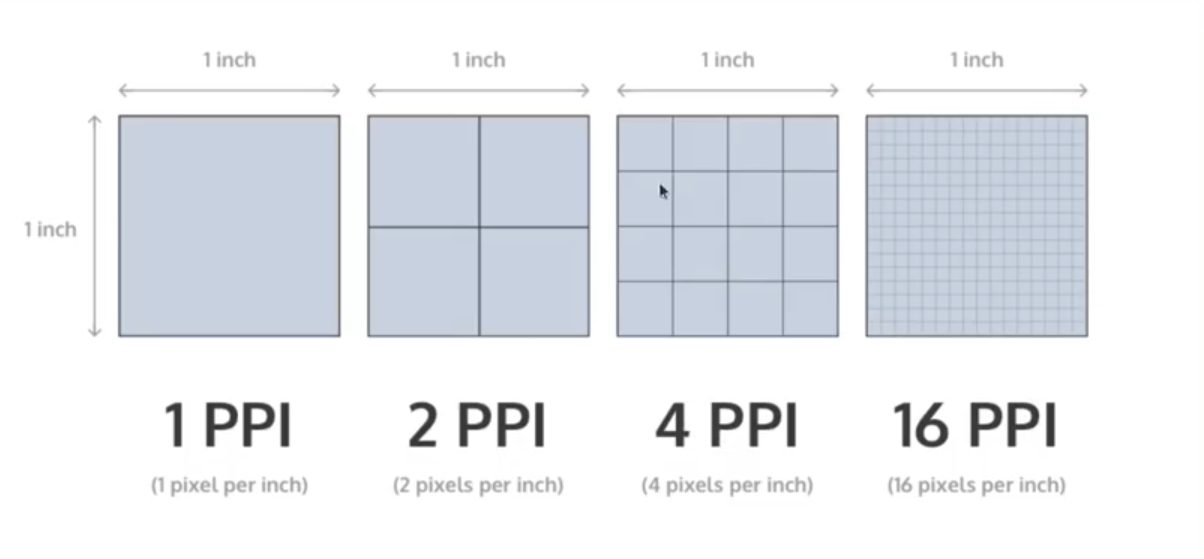 1 inch
1 inch
1 inch
1 inch
1 inch
1 PPI
2 PPI
4 PPI
16 PPI
(1 pixel per inch)
(2 pixels per inch)
(4 pixels per inch)
(16 pixels per inch)